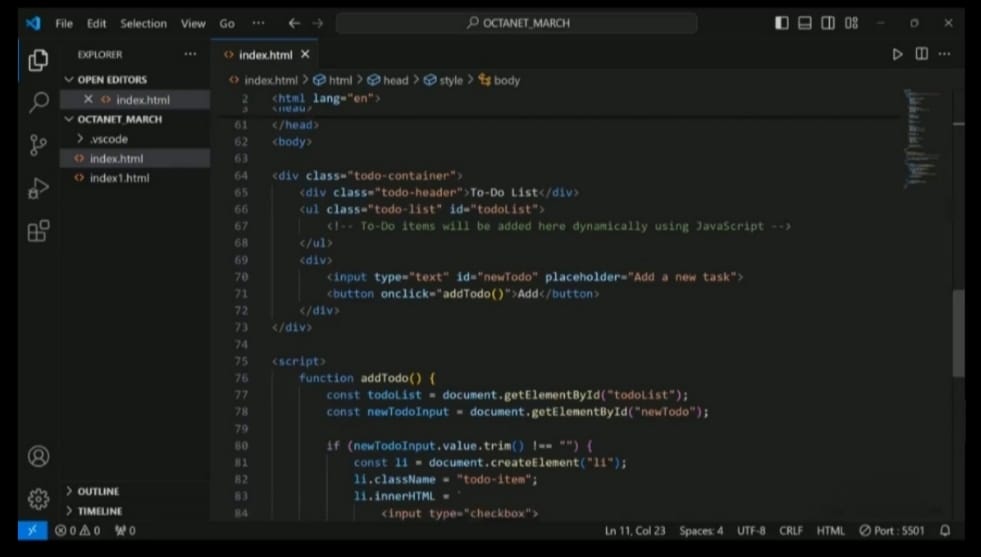 File Edit Selection View Go ··· OCTANET_MARCH
EXPLORER ···
OPEN EDITORS
index.html
OCTANET_MARCH
.vscode
index.html
index1.html
OUTLINE
TIMELINE
index.html
index.html > html > head > style > body
2 <html lang="en">
3 <head>
61 </head>
62 <body>
63
64 <div class="todo-container">
65 <div class="todo-header">To-Do List</div>
66 <ul class="todo-list" id="todoList">
67 <!-- To-Do items will be added here dynamically using JavaScript -->
68 </ul>
69 <div>
70 <input type="text" id="newTodo" placeholder="Add a new task">
71 <button onclick="addTodo()">Add</button>
72 </div>
73 </div>
74
75 <script>
76 function addTodo() {
77 const todoList = document.getElementById("todoList");
78 const newTodoInput = document.getElementById("newTodo");
79
80 if (newTodoInput.value.trim() !== "") {
81 const li = document.createElement("li");
82 li.className = "todo-item";
83 li.innerHTML = `
84 <input type="checkbox">
0 0 0 Ln 11, Col 23 Spaces: 4 UTF-8 CRLF HTML Port : 5501